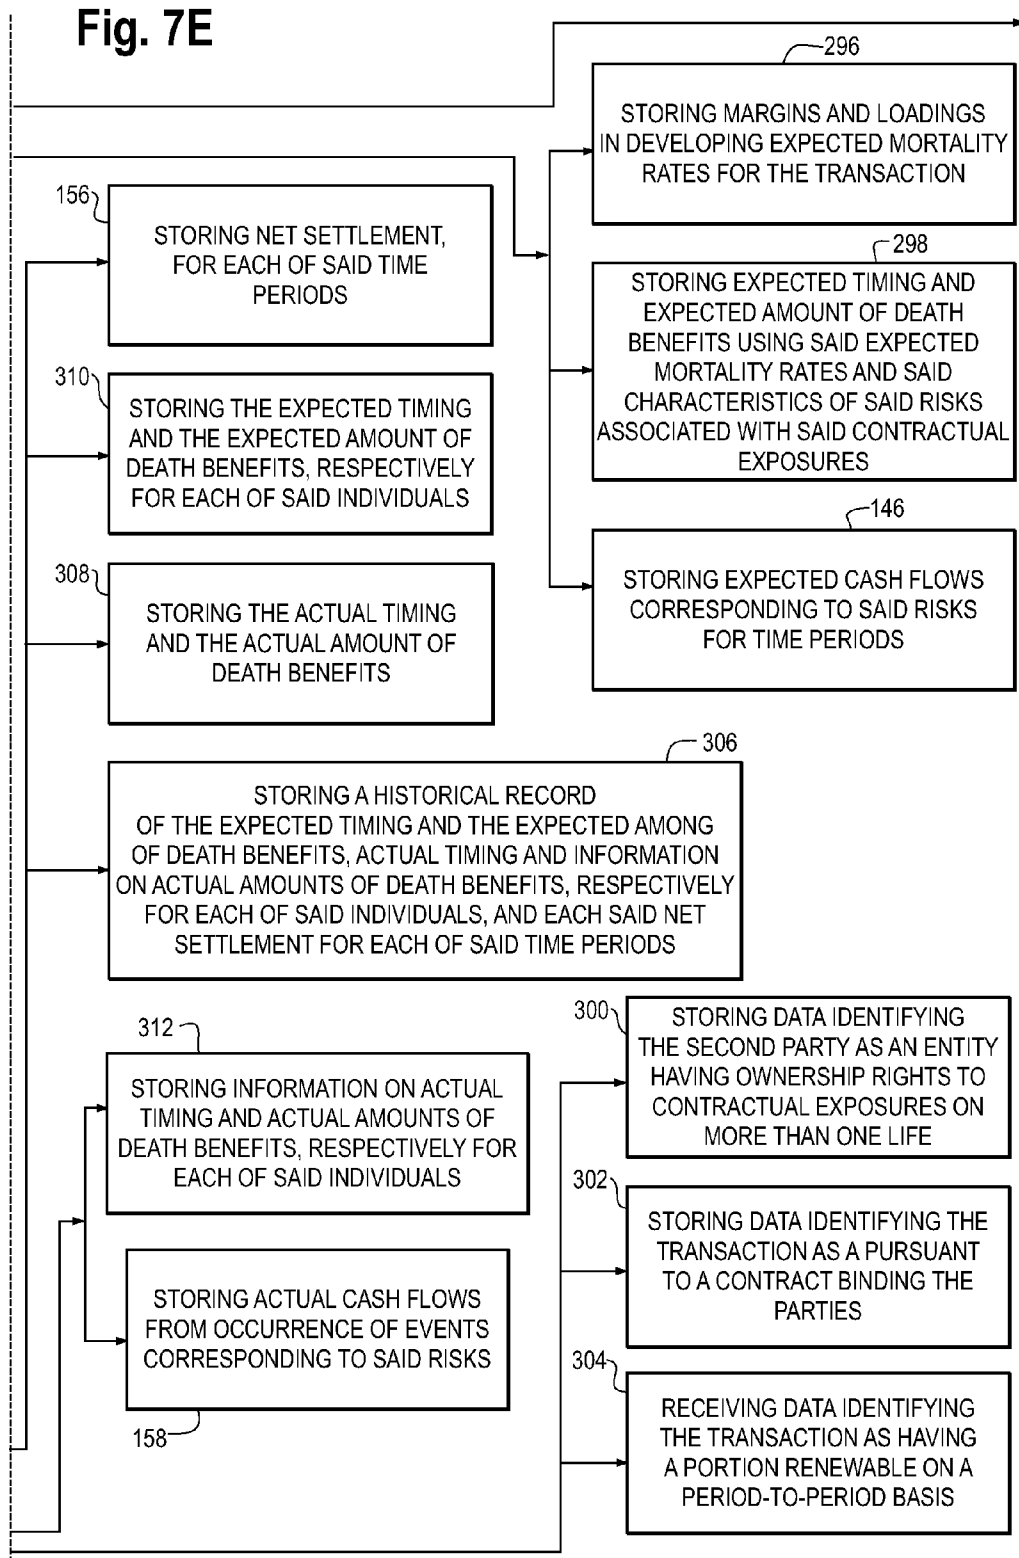 Fig. 7E
296
STORING MARGINS AND LOADINGS
IN DEVELOPING EXPECTED MORTALITY
RATES FOR THE TRANSACTION
156
STORING NET SETTLEMENT,
FOR EACH OF SAID TIME
PERIODS
298
STORING EXPECTED TIMING AND
EXPECTED AMOUNT OF DEATH
BENEFITS USING SAID EXPECTED
MORTALITY RATES AND SAID
CHARACTERISTICS OF SAID RISKS
ASSOCIATED WITH SAID CONTRACTUAL
EXPOSURES
310
STORING THE EXPECTED TIMING
AND THE EXPECTED AMOUNT OF
DEATH BENEFITS, RESPECTIVELY
FOR EACH OF SAID INDIVIDUALS
146
STORING EXPECTED CASH FLOWS
CORRESPONDING TO SAID RISKS
FOR TIME PERIODS
308
STORING THE ACTUAL TIMING
AND THE ACTUAL AMOUNT OF
DEATH BENEFITS
306
STORING A HISTORICAL RECORD
OF THE EXPECTED TIMING AND THE EXPECTED AMONG
OF DEATH BENEFITS, ACTUAL TIMING AND INFORMATION
ON ACTUAL AMOUNTS OF DEATH BENEFITS, RESPECTIVELY
FOR EACH OF SAID INDIVIDUALS, AND EACH SAID NET
SETTLEMENT FOR EACH OF SAID TIME PERIODS
300
STORING DATA IDENTIFYING
THE SECOND PARTY AS AN ENTITY
HAVING OWNERSHIP RIGHTS TO
CONTRACTUAL EXPOSURES ON
MORE THAN ONE LIFE
312
STORING INFORMATION ON ACTUAL
TIMING AND ACTUAL AMOUNTS OF
DEATH BENEFITS, RESPECTIVELY FOR
EACH OF SAID INDIVIDUALS
302
STORING DATA IDENTIFYING THE
TRANSACTION AS A PURSUANT
TO A CONTRACT BINDING THE
PARTIES
STORING ACTUAL CASH FLOWS
FROM OCCURRENCE OF EVENTS
CORRESPONDING TO SAID RISKS
158
304
RECEIVING DATA IDENTIFYING
THE TRANSACTION AS HAVING
A PORTION RENEWABLE ON A
PERIOD-TO-PERIOD BASIS